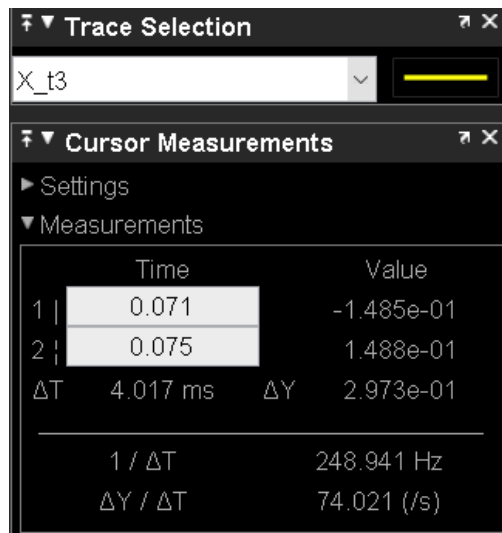 Trace Selection
X_t3
Cursor Measurements
Settings
Measurements
Time Value
1 | 0.071 -1.485e-01
2 ¦ 0.075 1.488e-01
ΔT 4.017 ms ΔY 2.973e-01
1 / ΔT 248.941 Hz
ΔY / ΔT 74.021 (/s)